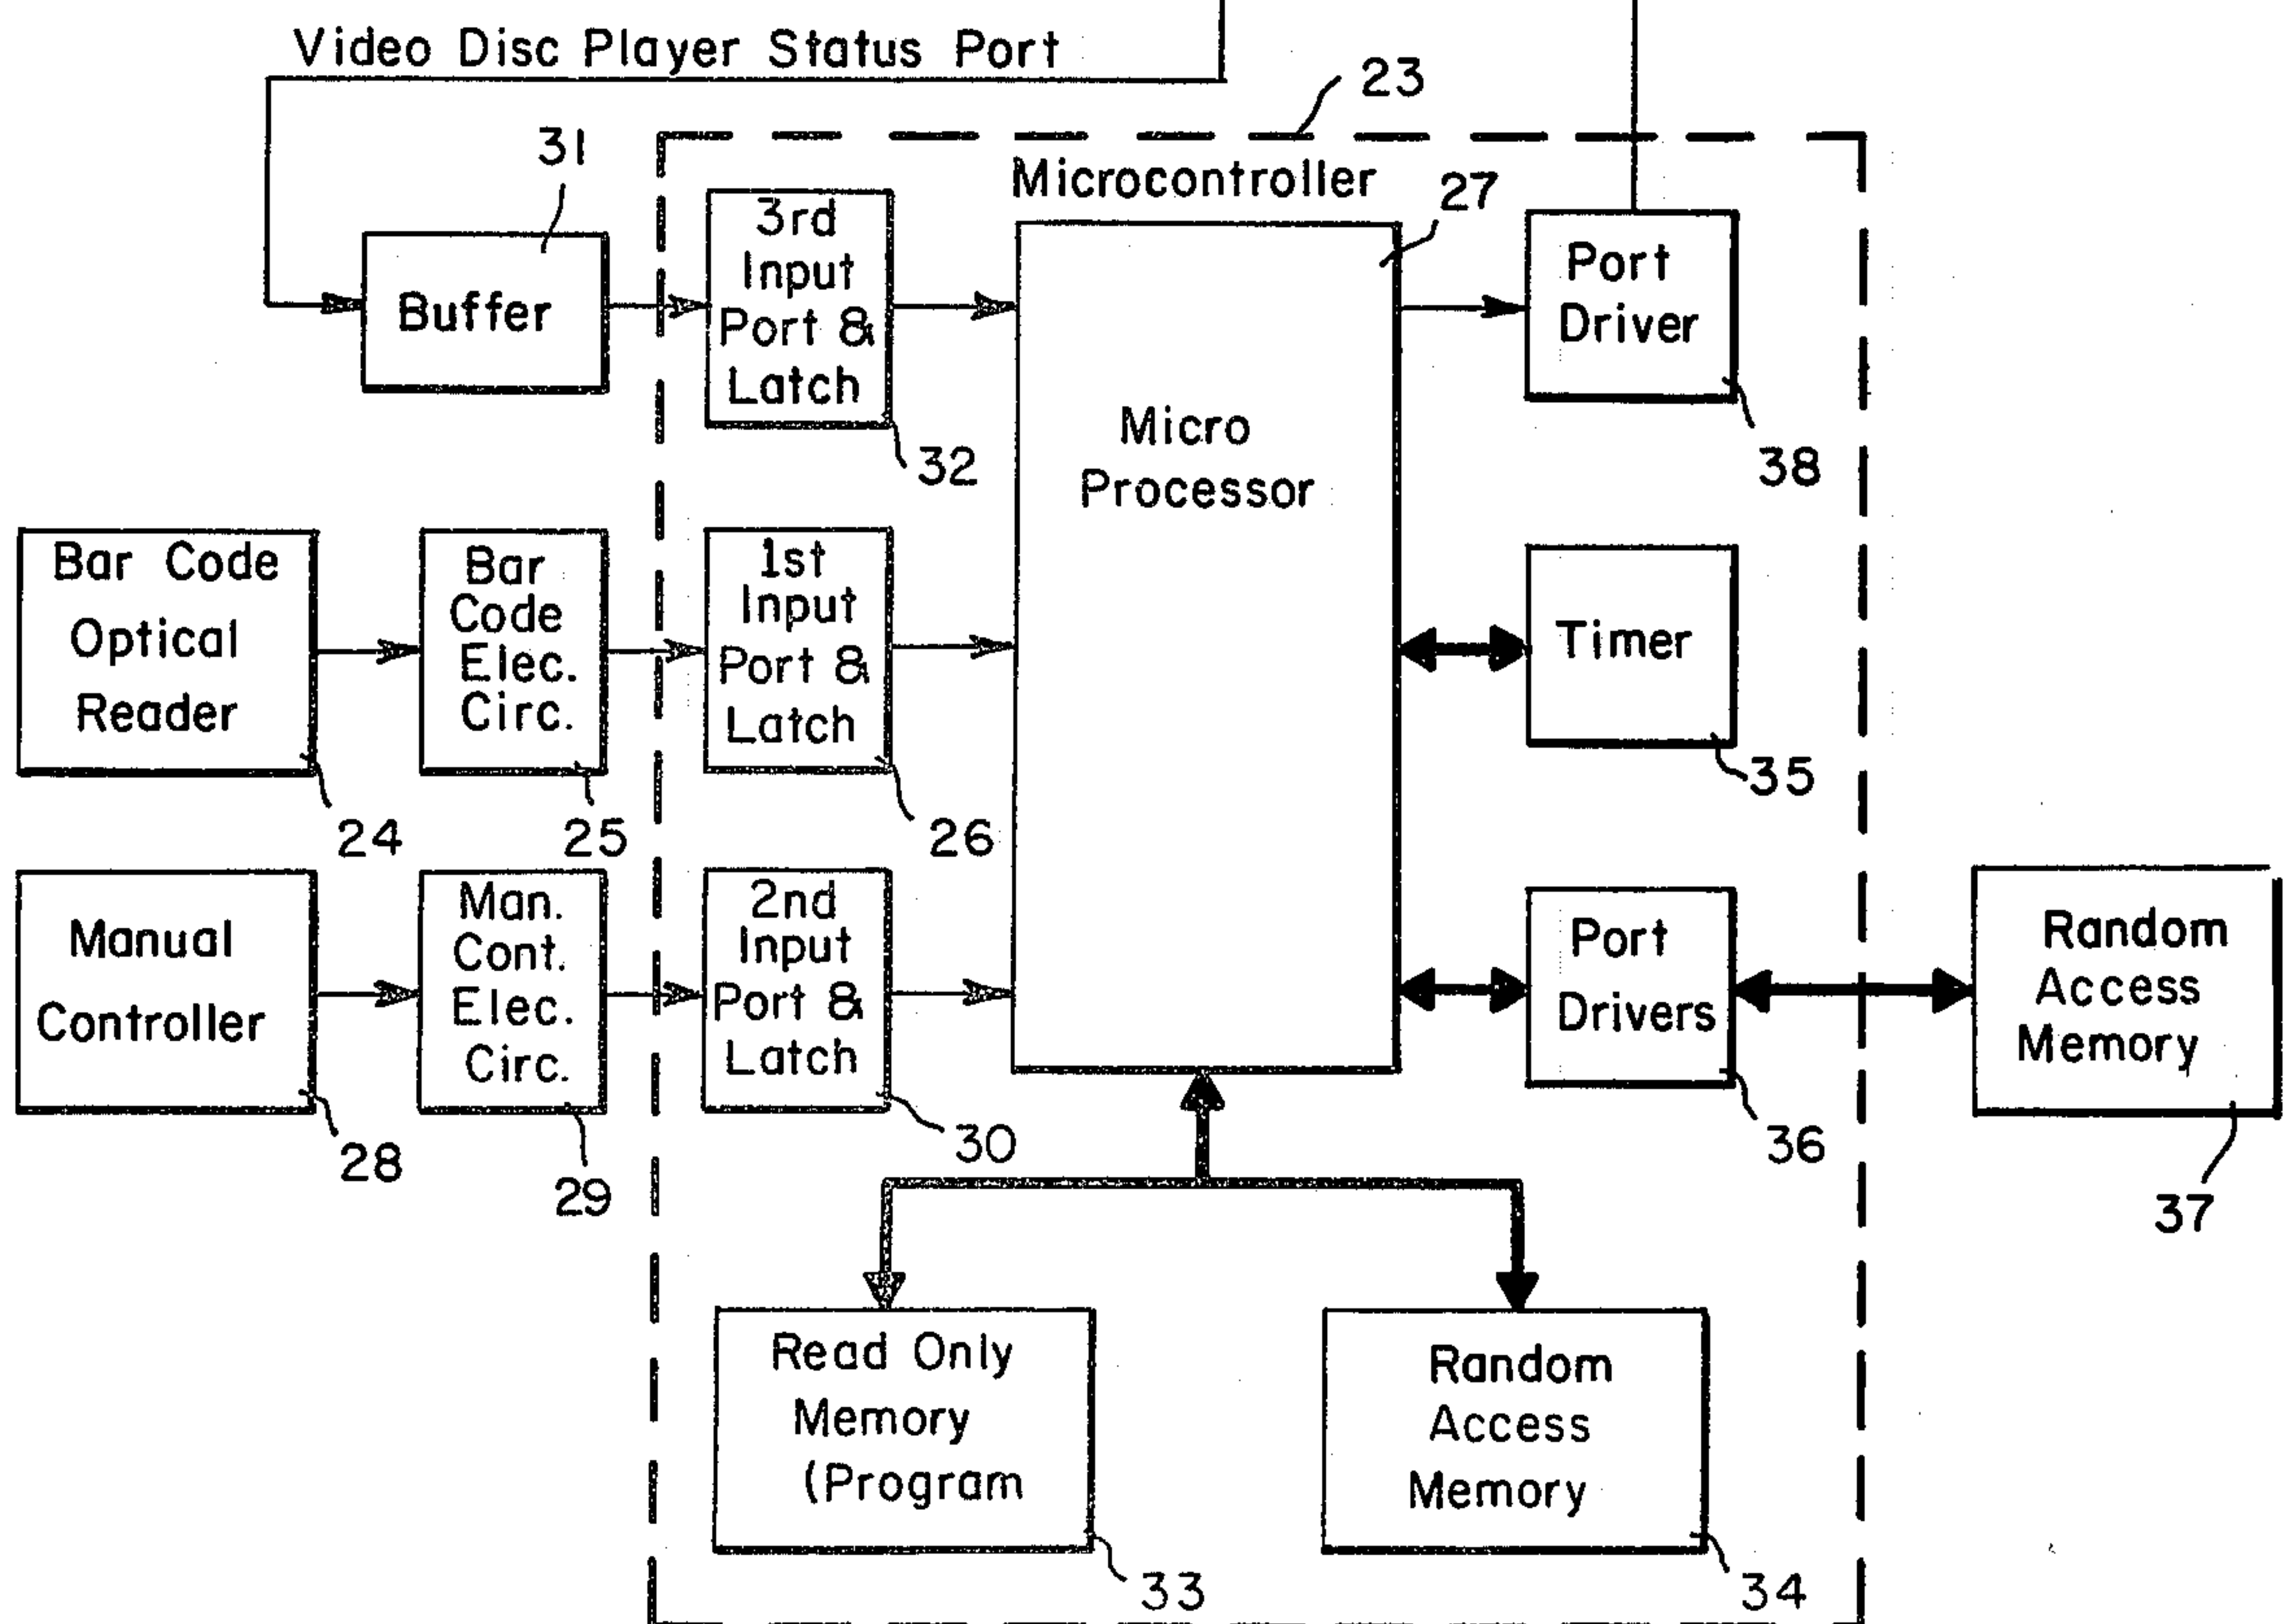 Video Disc Player Status Port
23
31
Microcontroller
27
3rd
Input
Port &
Latch
32
Buffer
Port
Driver
38
Micro
Processor
Bar Code
Optical
Reader
24
Bar
Code
Elec.
Circ.
25
1st
Input
Port &
Latch
26
Timer
35
Manual
Controller
28
Man.
Cont.
Elec.
Circ.
29
2nd
Input
Port &
Latch
30
Port
Drivers
36
Random
Access
Memory
37
Read Only
Memory
(Program
33
Random
Access
Memory
34